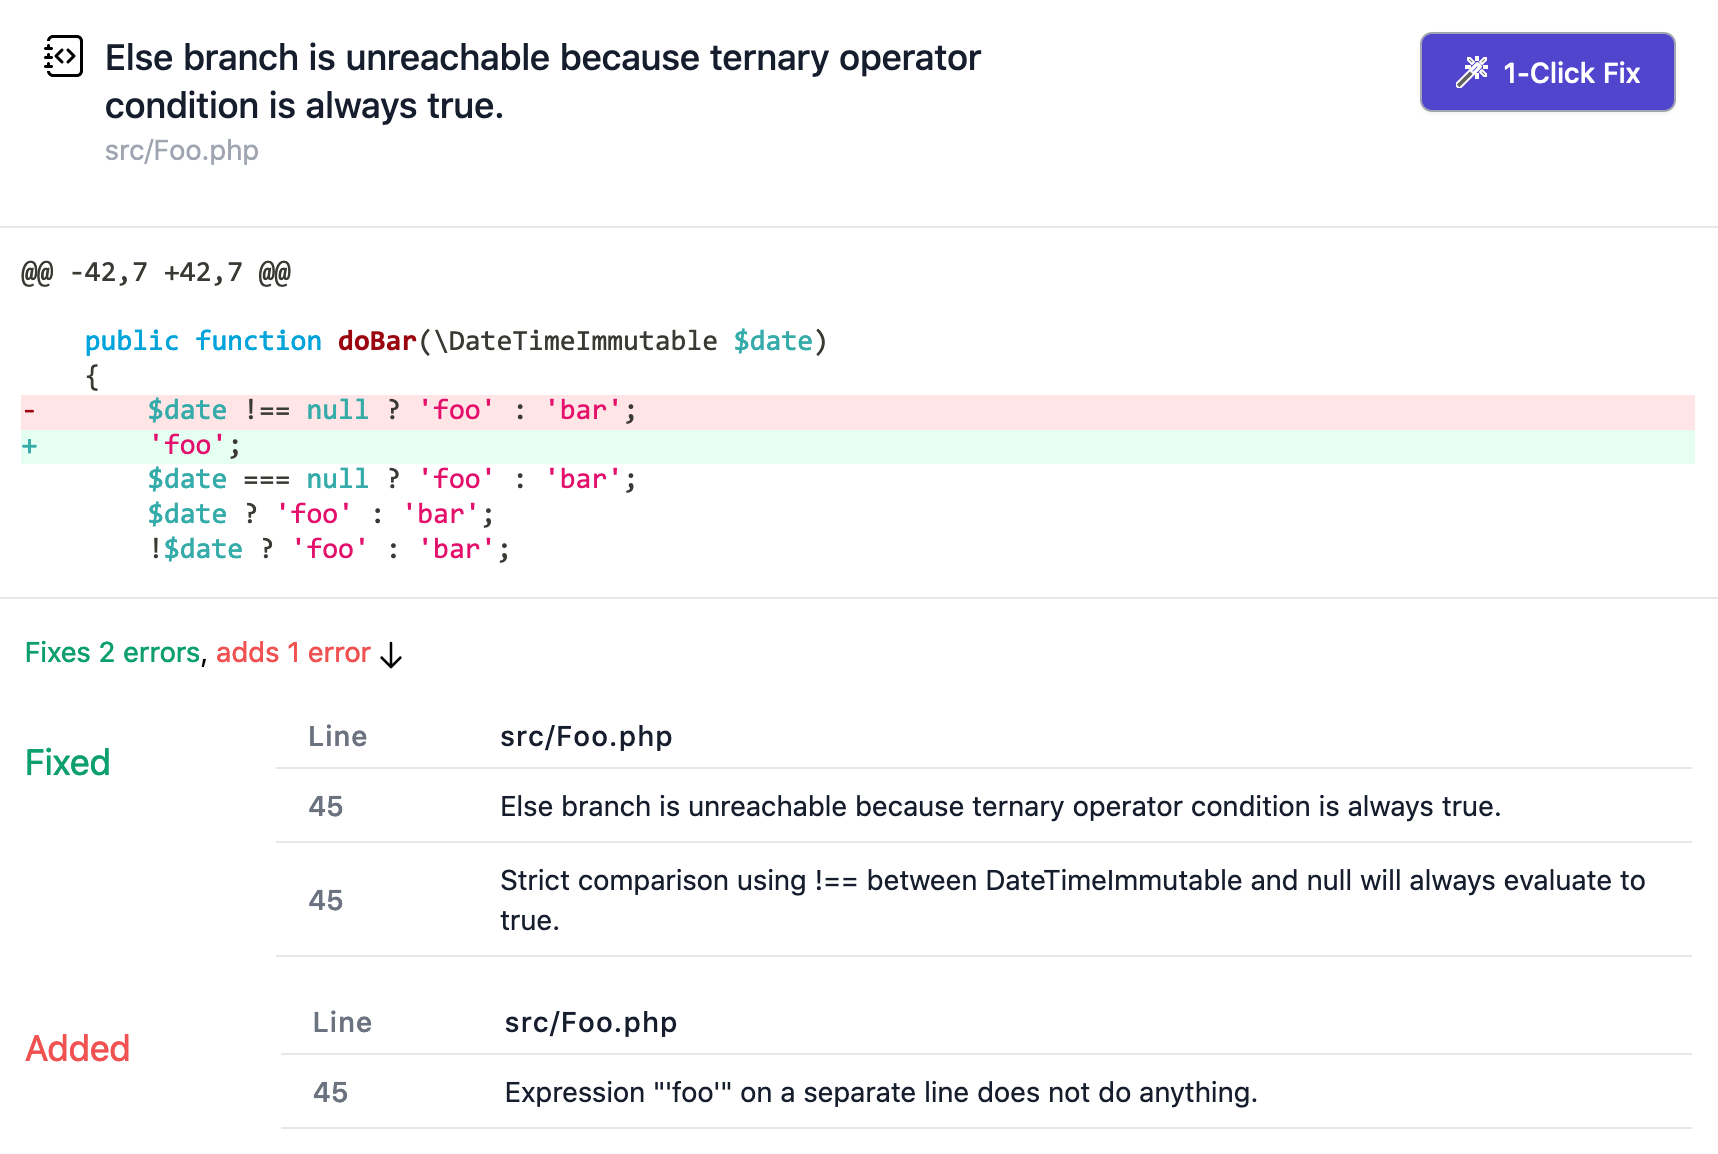 Else branch is unreachable because ternary operator
condition is always true.
src/Foo.php
1-Click Fix
@@ -42,7 +42,7 @@
    public function doBar(\DateTimeImmutable $date)
    {
-       $date !== null ? 'foo' : 'bar';
+       'foo';
        $date === null ? 'foo' : 'bar';
        $date ? 'foo' : 'bar';
        !$date ? 'foo' : 'bar';
Fixes 2 errors, adds 1 error ↓
Fixed
Line src/Foo.php
45 Else branch is unreachable because ternary operator condition is always true.
45 Strict comparison using !== between DateTimeImmutable and null will always evaluate to
true.
Added
Line src/Foo.php
45 Expression "'foo'" on a separate line does not do anything.